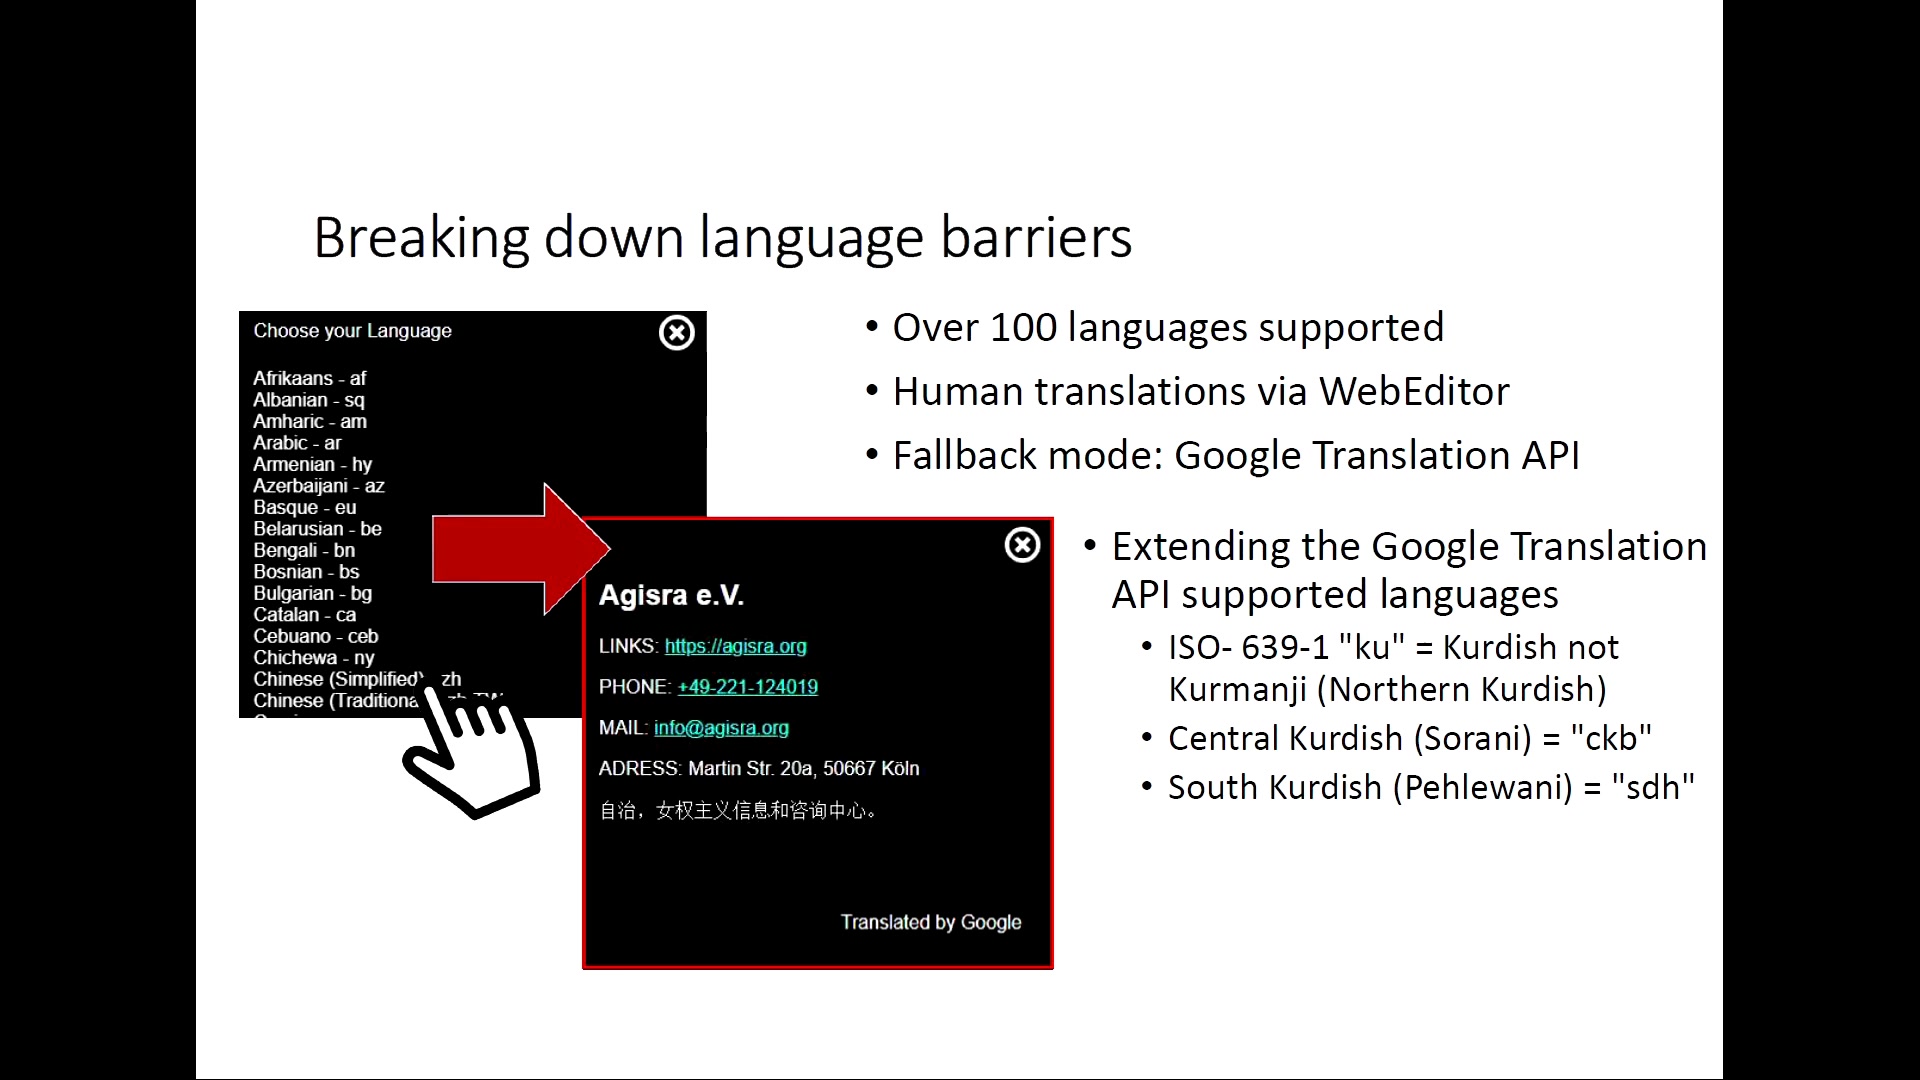 Breaking down language barriers
Choose your Language
Afrikaans - af
Albanian - sq
Amharic - am
Arabic - ar
Armenian - hy
Azerbaijani - az
Basque - eu
Belarusian - be
Bengali - bn
Bosnian - bs
Bulgarian - bg
Catalan - ca
Cebuano - ceb
Chichewa - ny
Chinese (Simplified) - zh
Chinese (Traditiona zh-TW
Agisra e.V.
LINKS: https://agisra.org
PHONE: +49-221-124019
MAIL: info@agisra.org
ADRESS: Martin Str. 20a, 50667 Köln
自治，女权主义信息和咨询中心。
Translated by Google
• Over 100 languages supported
• Human translations via WebEditor
• Fallback mode: Google Translation API
• Extending the Google Translation
API supported languages
• ISO- 639-1 "ku" = Kurdish not
Kurmanji (Northern Kurdish)
• Central Kurdish (Sorani) = "ckb"
• South Kurdish (Pehlewani) = "sdh"